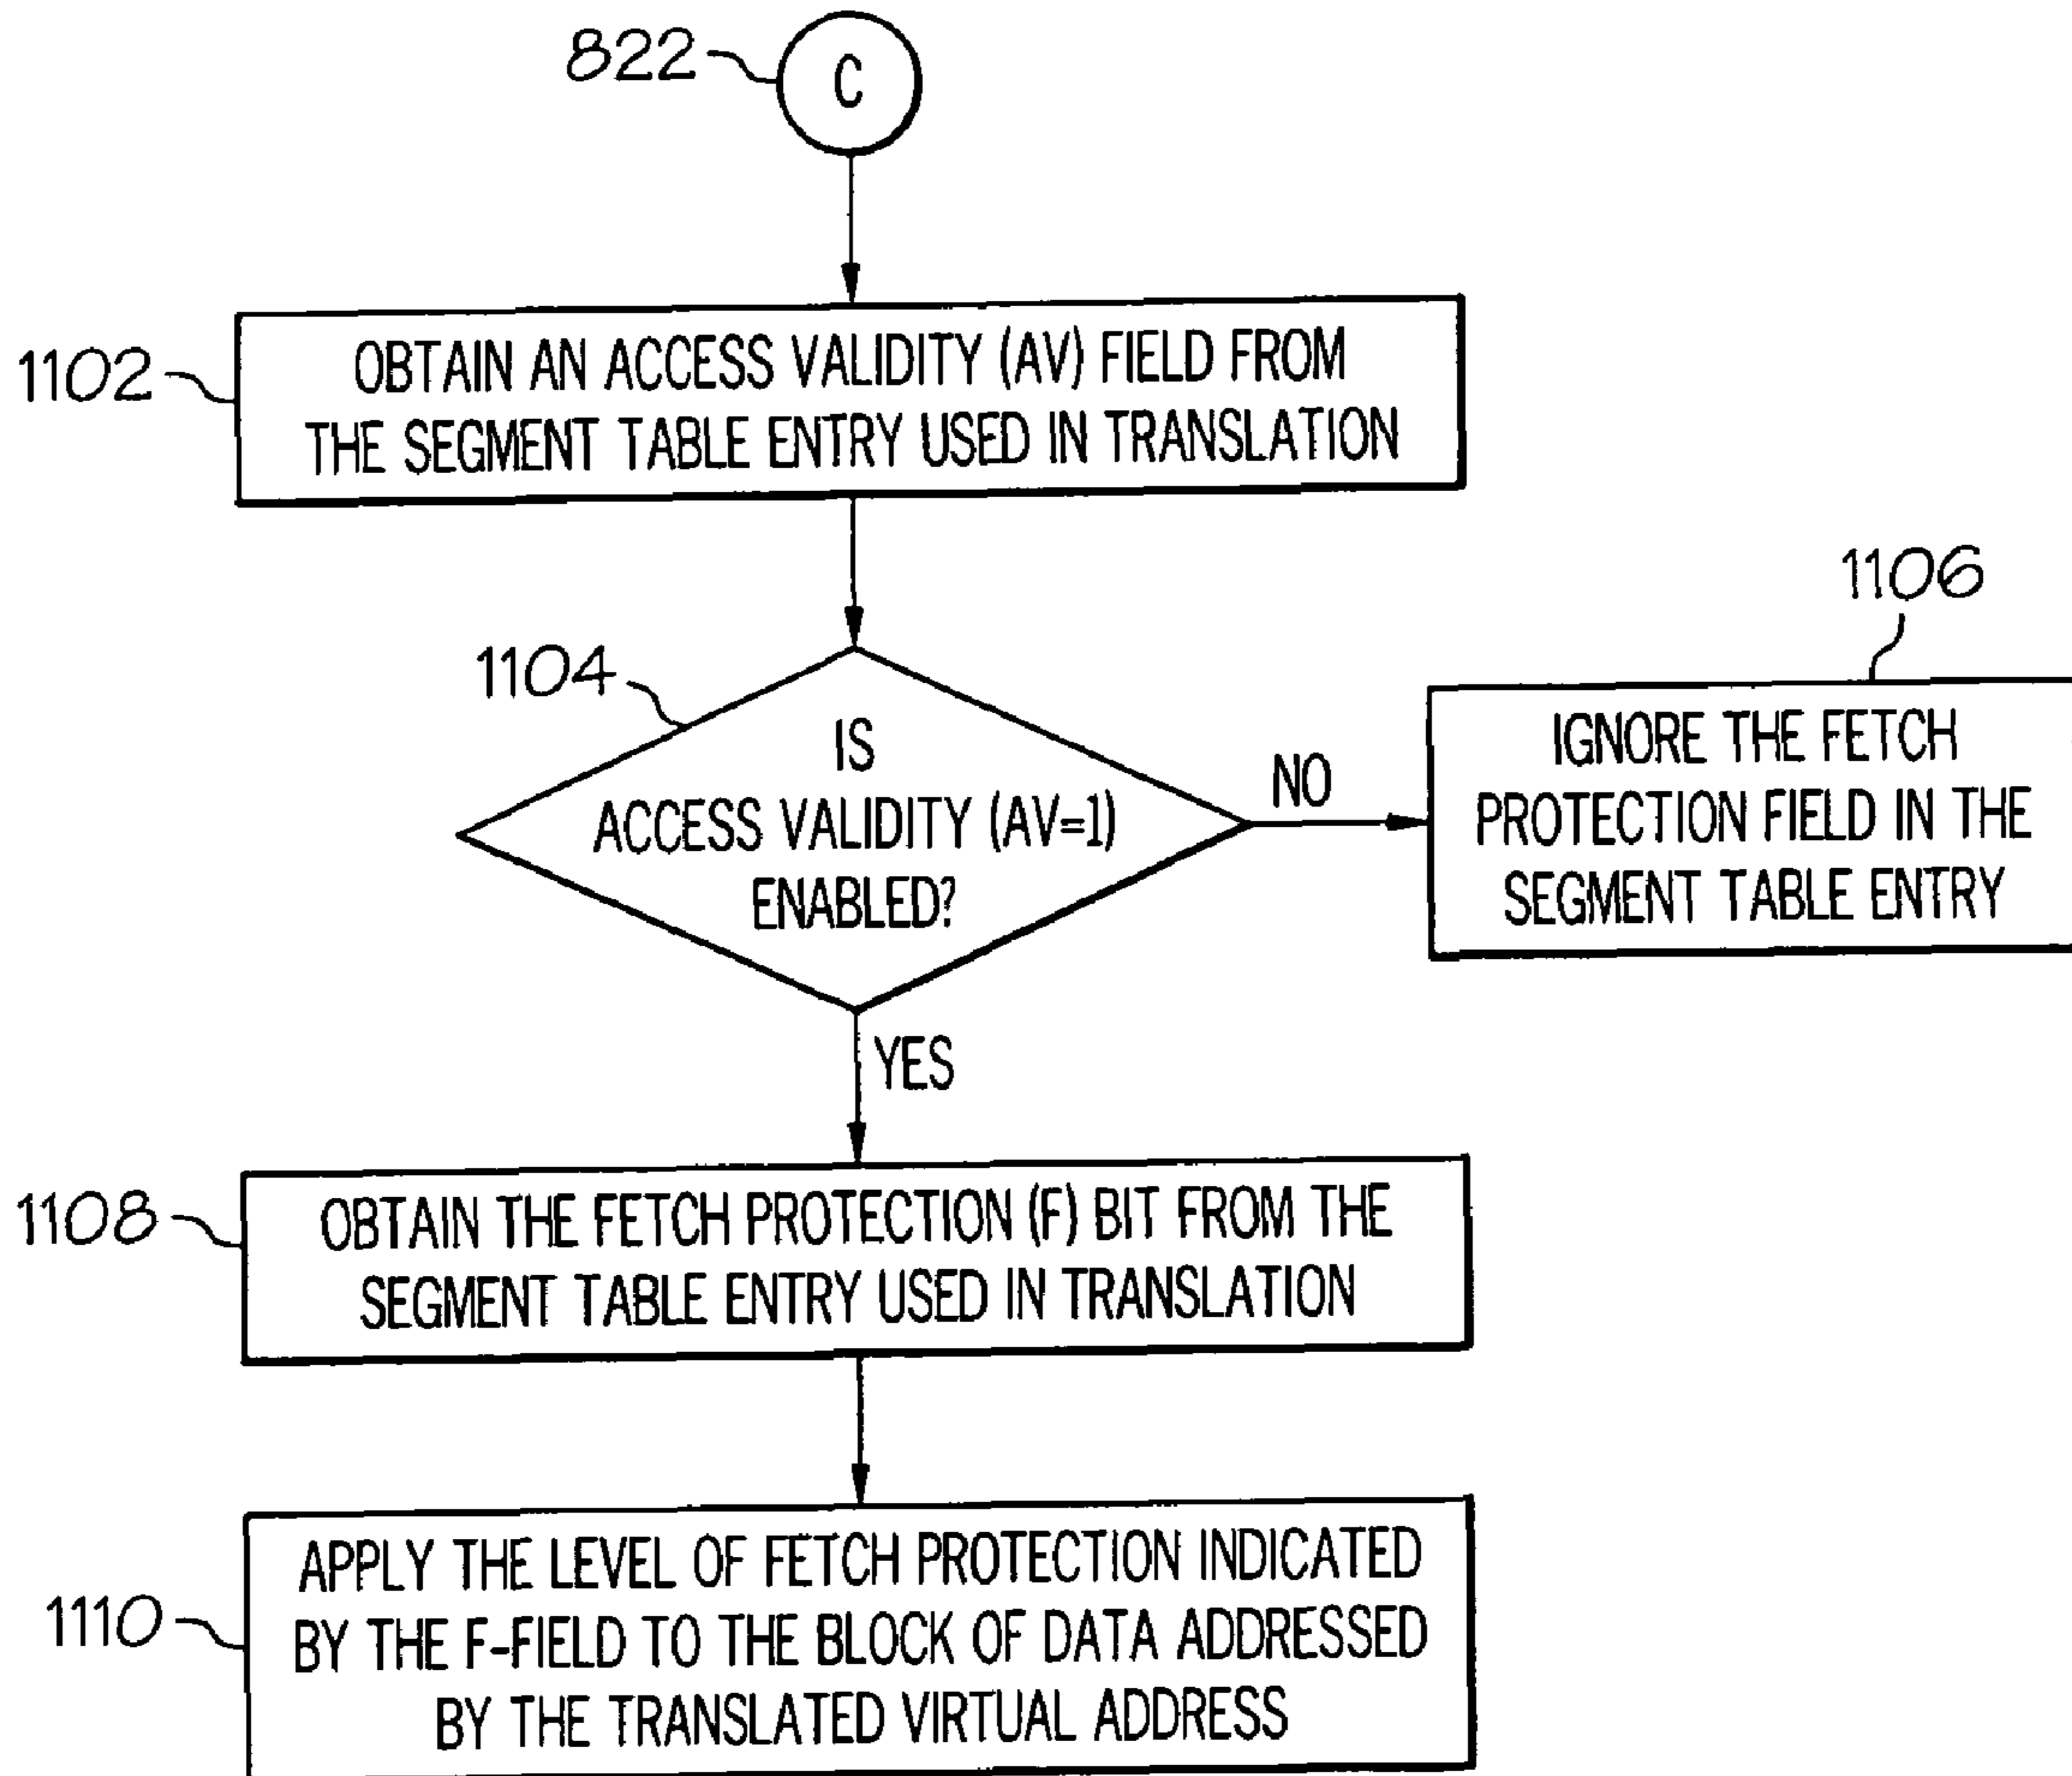 822
C
1102
OBTAIN AN ACCESS VALIDITY (AV) FIELD FROM
THE SEGMENT TABLE ENTRY USED IN TRANSLATION
1104
IS
ACCESS VALIDITY (AV=1)
ENABLED?
NO
1106
IGNORE THE FETCH
PROTECTION FIELD IN THE
SEGMENT TABLE ENTRY
YES
1108
OBTAIN THE FETCH PROTECTION (F) BIT FROM THE
SEGMENT TABLE ENTRY USED IN TRANSLATION
1110
APPLY THE LEVEL OF FETCH PROTECTION INDICATED
BY THE F-FIELD TO THE BLOCK OF DATA ADDRESSED
BY THE TRANSLATED VIRTUAL ADDRESS